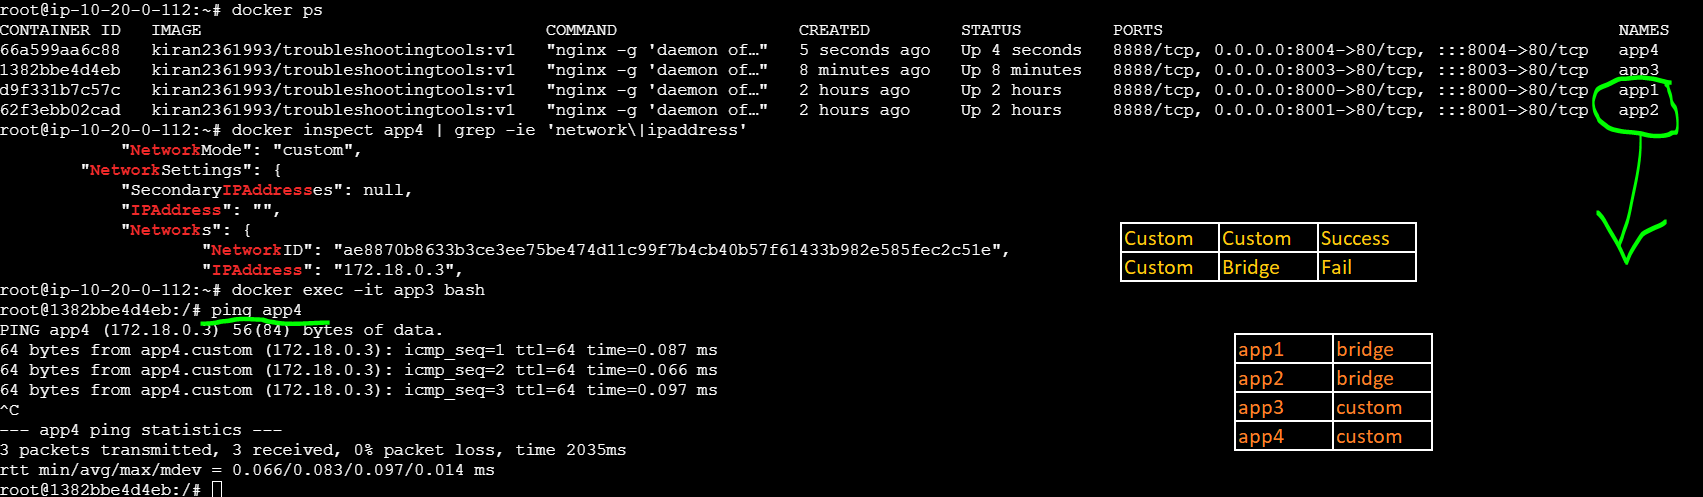 root@ip-10-20-0-112:~# docker ps
CONTAINER ID   IMAGE                                  COMMAND                  CREATED         STATUS         PORTS                                             NAMES
66a599aa6c88   kiran2361993/troubleshootingtools:v1   "nginx -g 'daemon of…"   5 seconds ago   Up 4 seconds   8888/tcp, 0.0.0.0:8004->80/tcp, :::8004->80/tcp   app4
1382bbe4d4eb   kiran2361993/troubleshootingtools:v1   "nginx -g 'daemon of…"   8 minutes ago   Up 8 minutes   8888/tcp, 0.0.0.0:8003->80/tcp, :::8003->80/tcp   app3
d9f331b7c57c   kiran2361993/troubleshootingtools:v1   "nginx -g 'daemon of…"   2 hours ago     Up 2 hours     8888/tcp, 0.0.0.0:8000->80/tcp, :::8000->80/tcp   app1
62f3ebb02cad   kiran2361993/troubleshootingtools:v1   "nginx -g 'daemon of…"   2 hours ago     Up 2 hours     8888/tcp, 0.0.0.0:8001->80/tcp, :::8001->80/tcp   app2
root@ip-10-20-0-112:~# docker inspect app4 | grep -ie 'network\|ipaddress'
"NetworkMode": "custom",
"NetworkSettings": {
"SecondaryIPAddresses": null,
"IPAddress": "",
"Networks": {
"NetworkID": "ae8870b8633b3ce3ee75be474d11c99f7b4cb40b57f61433b982e585fec2c51e",
"IPAddress": "172.18.0.3",
root@ip-10-20-0-112:~# docker exec -it app3 bash
root@1382bbe4d4eb:/# ping app4
PING app4 (172.18.0.3) 56(84) bytes of data.
64 bytes from app4.custom (172.18.0.3): icmp_seq=1 ttl=64 time=0.087 ms
64 bytes from app4.custom (172.18.0.3): icmp_seq=2 ttl=64 time=0.066 ms
64 bytes from app4.custom (172.18.0.3): icmp_seq=3 ttl=64 time=0.097 ms
^C
--- app4 ping statistics ---
3 packets transmitted, 3 received, 0% packet loss, time 2035ms
rtt min/avg/max/mdev = 0.066/0.083/0.097/0.014 ms
root@1382bbe4d4eb:/#
Custom Custom Success
Custom Bridge Fail
app1 bridge
app2 bridge
app3 custom
app4 custom